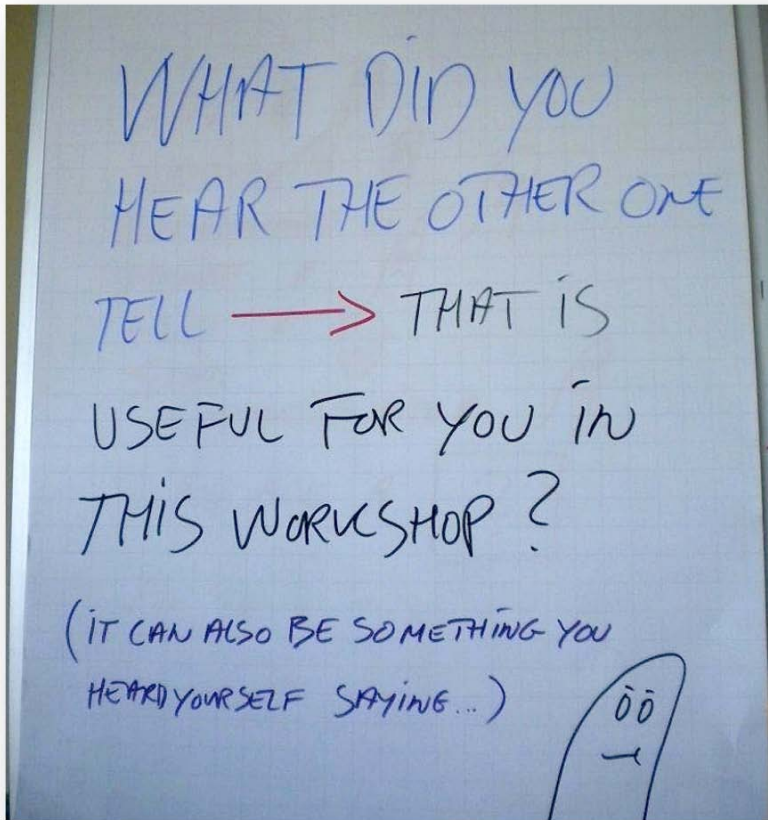 WHAT DID YOU
HEAR THE OTHER ONE
TELL → THAT IS
USEFUL FOR YOU IN
THIS WORKSHOP?
(IT CAN ALSO BE SOMETHING YOU
HEARD YOURSELF SAYING...)